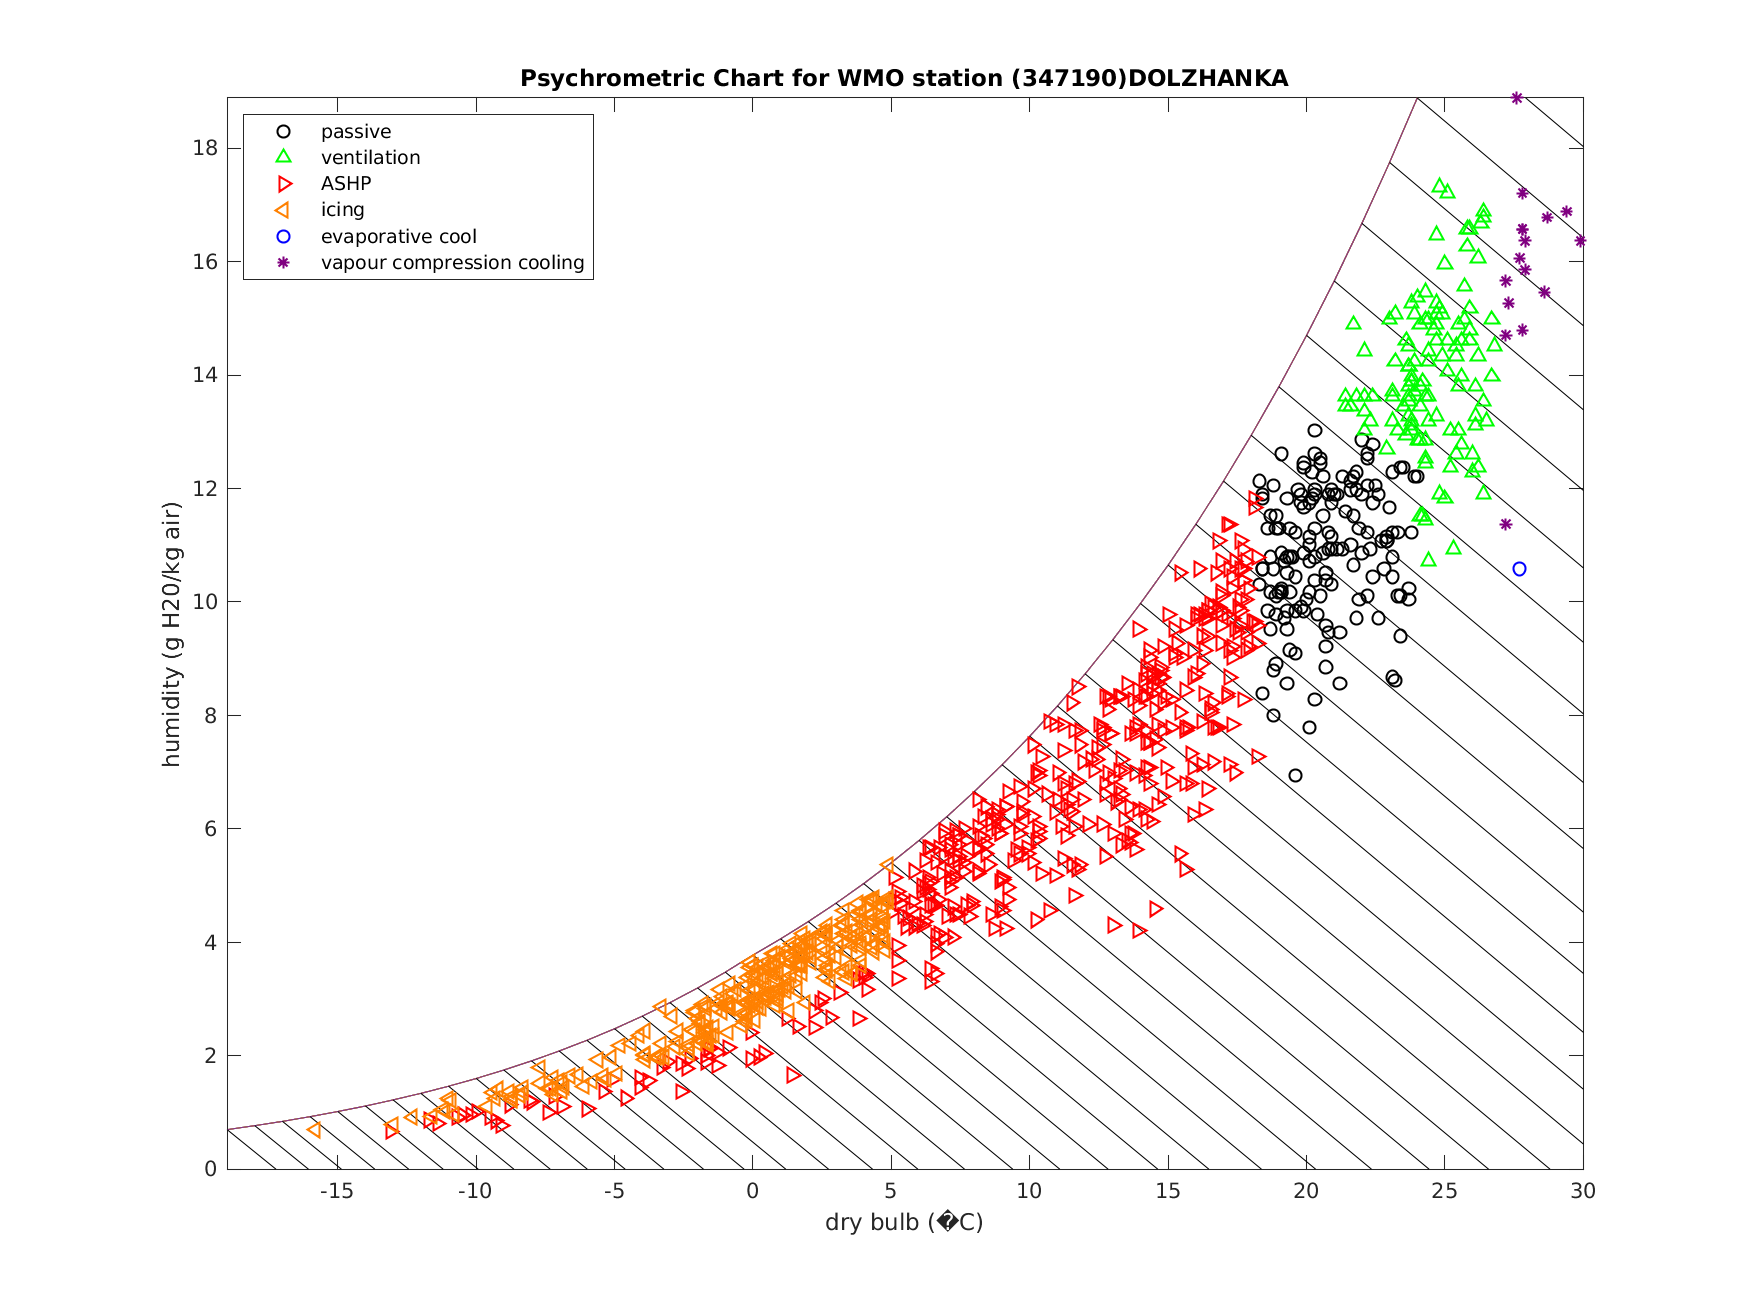 Psychrometric Chart for WMO station (347190)DOLZHANKA
passive
ventilation
ASHP
icing
evaporative cool
vapour compression cooling
humidity (g H20/kg air)
18
16
14
12
10
8
6
4
2
0
-15 -10 -5 0 5 10 15 20 25 30
dry bulb (�C)